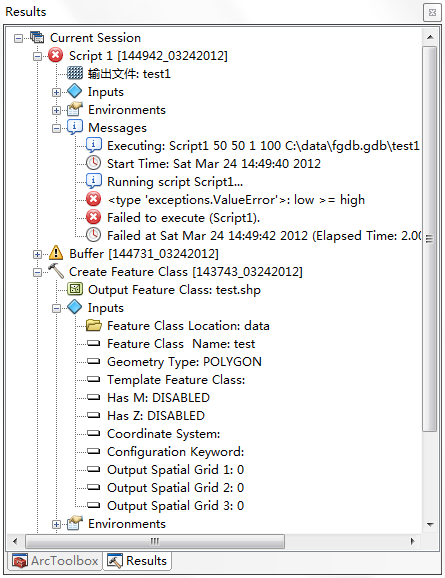 Results
Current Session
Script 1 [144942_03242012]
输出文件: test1
Inputs
Environments
Messages
Executing: Script1 50 50 1 100 C:\data\fgdb.gdb\test1
Start Time: Sat Mar 24 14:49:40 2012
Running script Script1...
<type 'exceptions.ValueError'>: low >= high
Failed to execute (Script1).
Failed at Sat Mar 24 14:49:42 2012 (Elapsed Time: 2.00
Buffer [144731_03242012]
Create Feature Class [143743_03242012]
Output Feature Class: test.shp
Inputs
Feature Class Location: data
Feature Class  Name: test
Geometry Type: POLYGON
Template Feature Class:
Has M: DISABLED
Has Z: DISABLED
Coordinate System:
Configuration Keyword:
Output Spatial Grid 1: 0
Output Spatial Grid 2: 0
Output Spatial Grid 3: 0
Environments
ArcToolbox Results